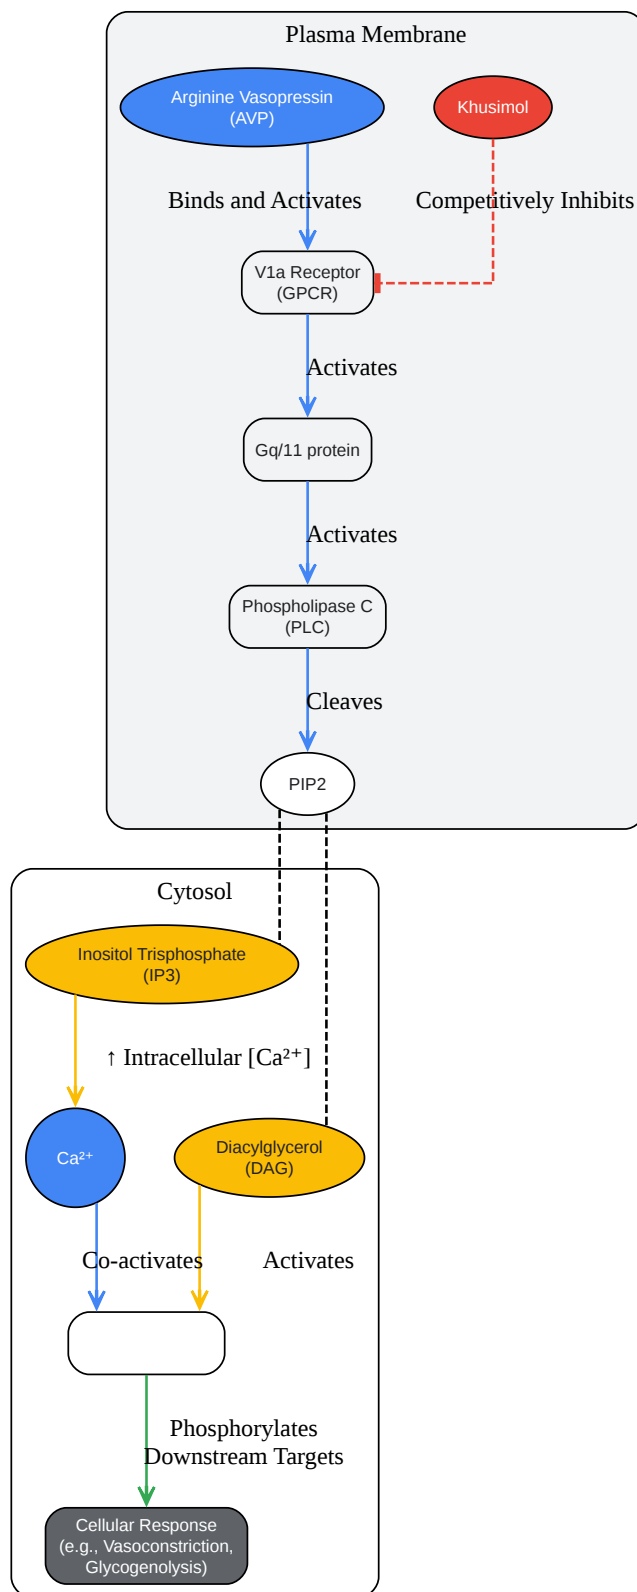 Plasma Membrane
Arginine Vasopressin
(AVP)
Khusimol
Binds and Activates
Competitively Inhibits
V1a Receptor
(GPCR)
Activates
Gq/11 protein
Activates
Phospholipase C
(PLC)
Cleaves
PIP2
Cytosol
Inositol Trisphosphate
(IP3)
↑ Intracellular [Ca²⁺]
Ca²⁺
Diacylglycerol
(DAG)
Co-activates
Activates
Phosphorylates
Downstream Targets
Cellular Response
(e.g., Vasoconstriction,
Glycogenolysis)